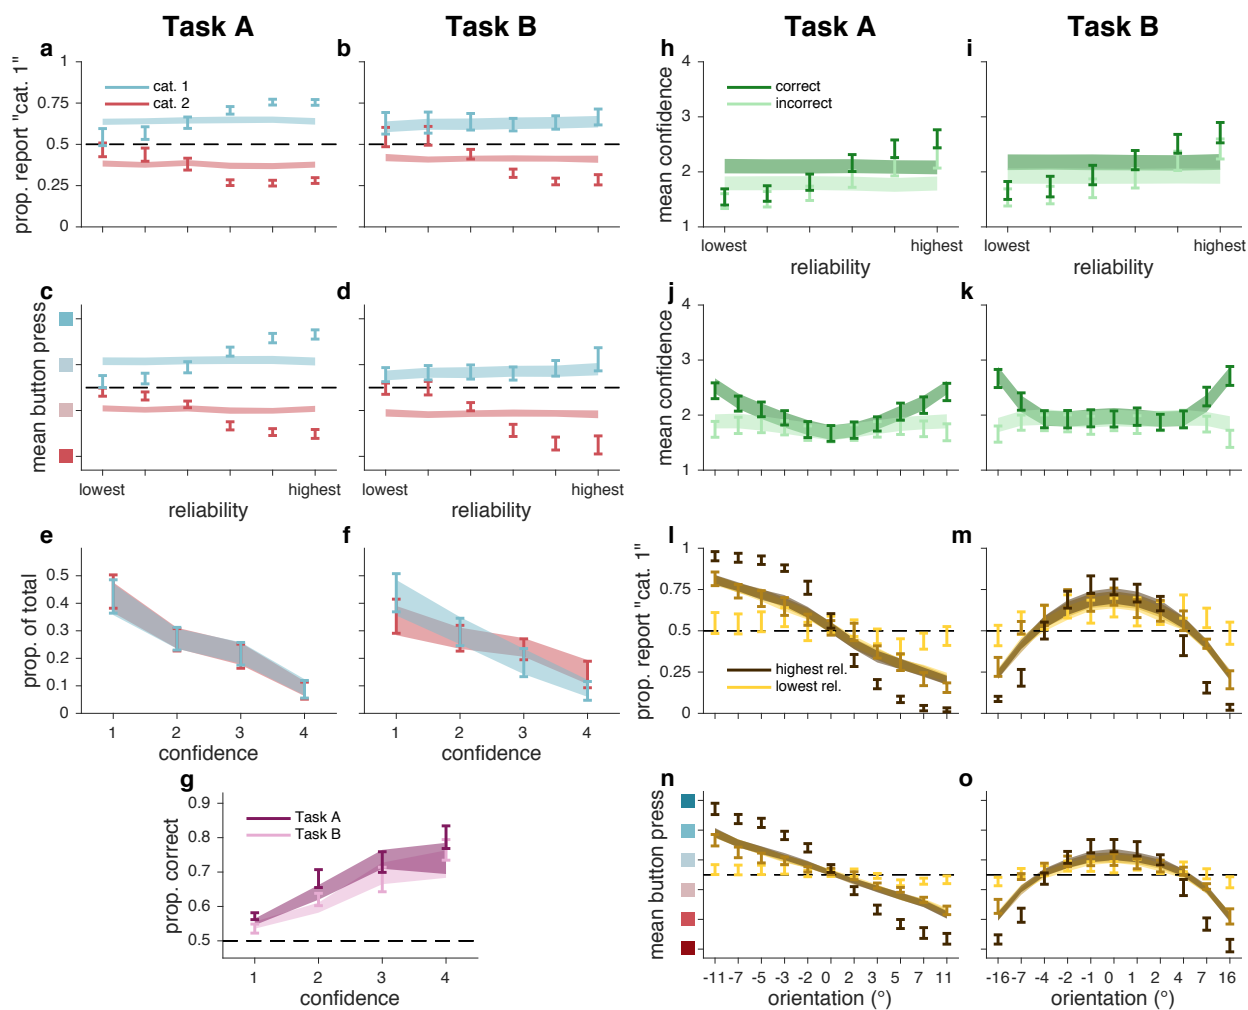 Task A
Task B
Task A
Task B
a
b
h
i
prop. report "cat. 1"
1
0.75
0.5
0.25
0
cat. 1
cat. 2
mean confidence
4
3
2
1
correct
incorrect
lowest
highest
lowest
highest
reliability
reliability
c
d
j
k
mean button press
lowest
highest
lowest
highest
reliability
reliability
mean confidence
4
3
2
1
e
f
l
m
prop. of total
0.5
0.4
0.3
0.2
0.1
0
1
2
3
4
1
2
3
4
confidence
confidence
prop. report "cat. 1"
1
0.75
0.5
0.25
0
highest rel.
lowest rel.
g
n
o
prop. correct
0.9
0.8
0.7
0.6
0.5
Task A
Task B
1
2
3
4
confidence
mean button press
-11 -7 -5 -3 -2 0 2 3 5 7 11
-16 -7 -4 -2 -1 0 1 2 4 7 16
orientation (°)
orientation (°)